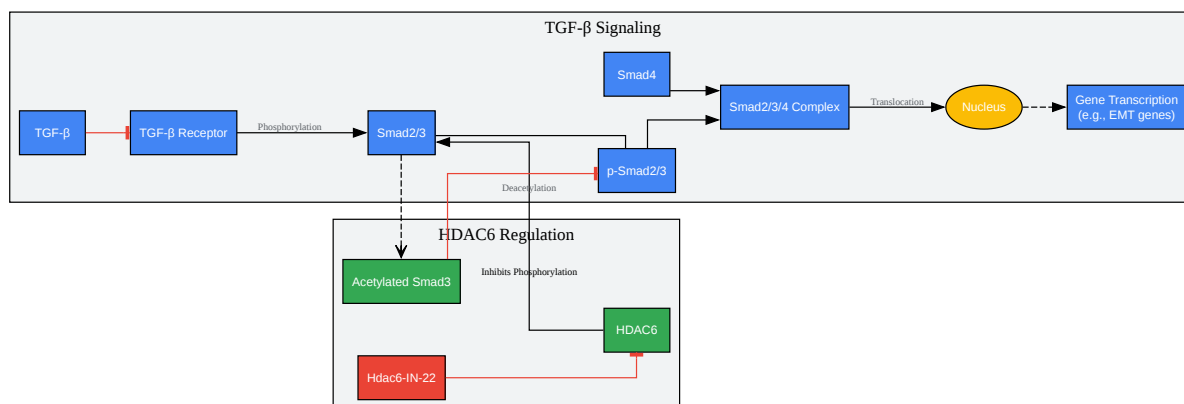 TGF-β Signaling
Smad4
Smad2/3/4 Complex
Translocation
Nucleus
Gene Transcription
(e.g., EMT genes)
TGF-β
TGF-β Receptor
Phosphorylation
Smad2/3
p-Smad2/3
Deacetylation
HDAC6 Regulation
Inhibits Phosphorylation
Acetylated Smad3
HDAC6
Hdac6-IN-22